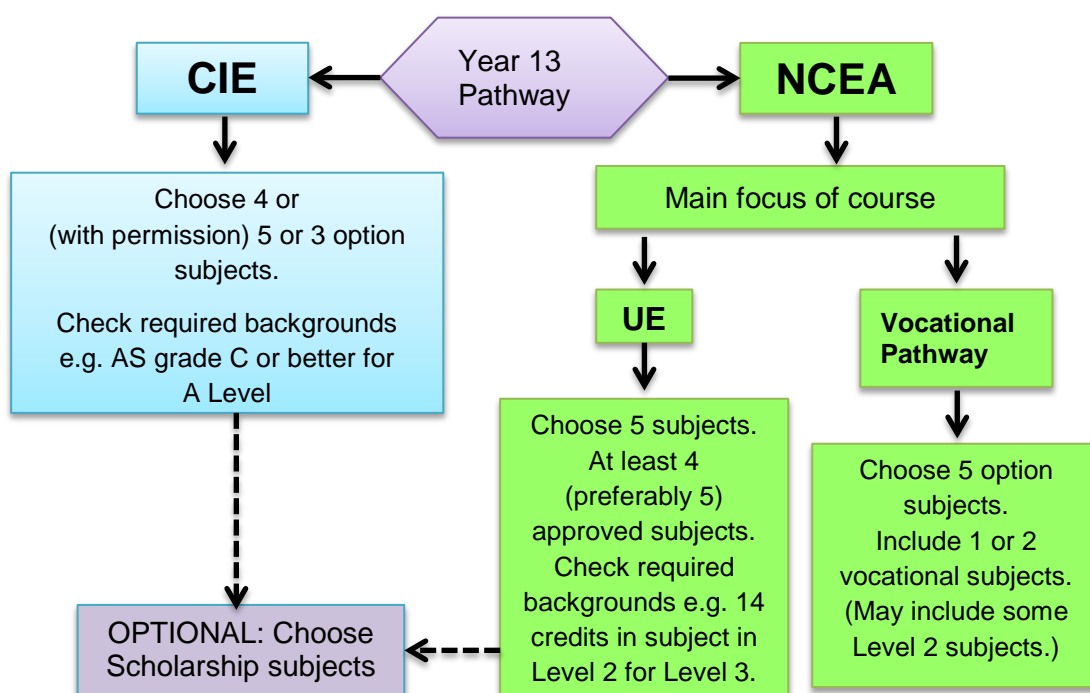 Year 13
Pathway
CIE
NCEA
Choose 4 or
(with permission) 5 or 3 option
subjects.
Check required backgrounds
e.g. AS grade C or better for
A Level
Main focus of course
UE
Vocational
Pathway
Choose 5 subjects.
At least 4
(preferably 5)
approved subjects.
Check required
backgrounds e.g. 14
credits in subject in
Level 2 for Level 3.
Choose 5 option
subjects.
Include 1 or 2
vocational subjects.
(May include some
Level 2 subjects.)
OPTIONAL: Choose
Scholarship subjects